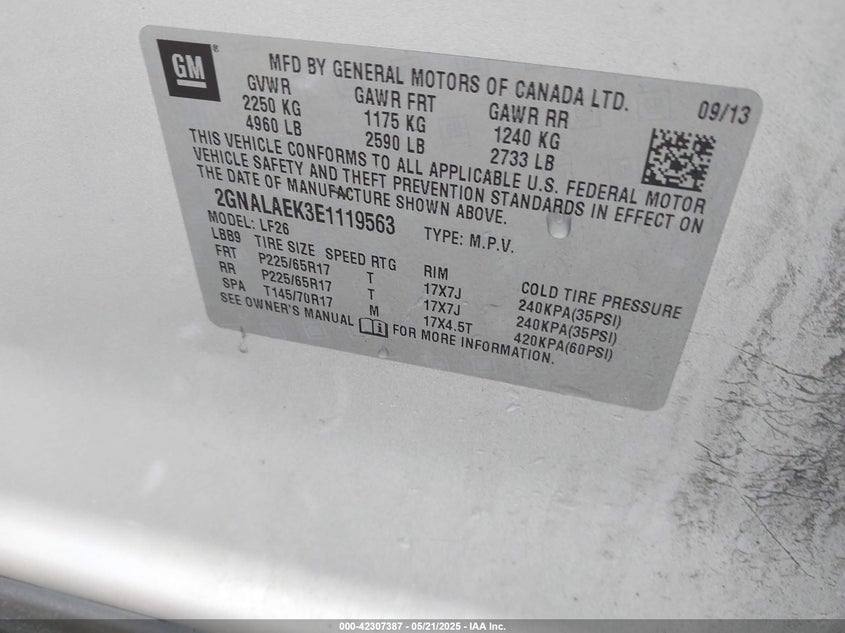 GM ®
MFD BY GENERAL MOTORS OF CANADA LTD.
09/13
GVWR GAWR FRT GAWR RR
2250 KG 1175 KG 1240 KG
4960 LB 2590 LB 2733 LB
THIS VEHICLE CONFORMS TO ALL APPLICABLE U.S. FEDERAL MOTOR
VEHICLE SAFETY AND THEFT PREVENTION STANDARDS IN EFFECT ON
THE DATE OF MANUFACTURE SHOWN ABOVE.
2GNALAEK3E1119563 TYPE: M.P.V.
MODEL: LF26
LBB9 TIRE SIZE SPEED RTG RIM COLD TIRE PRESSURE
FRT P225/65R17 T 17X7J 240KPA(35PSI)
RR P225/65R17 T 17X7J 240KPA(35PSI)
SPA T145/70R17 M 17X4.5T 420KPA(60PSI)
SEE OWNER'S MANUAL FOR MORE INFORMATION.
000-42307387 - 05/21/2025 - IAA Inc.